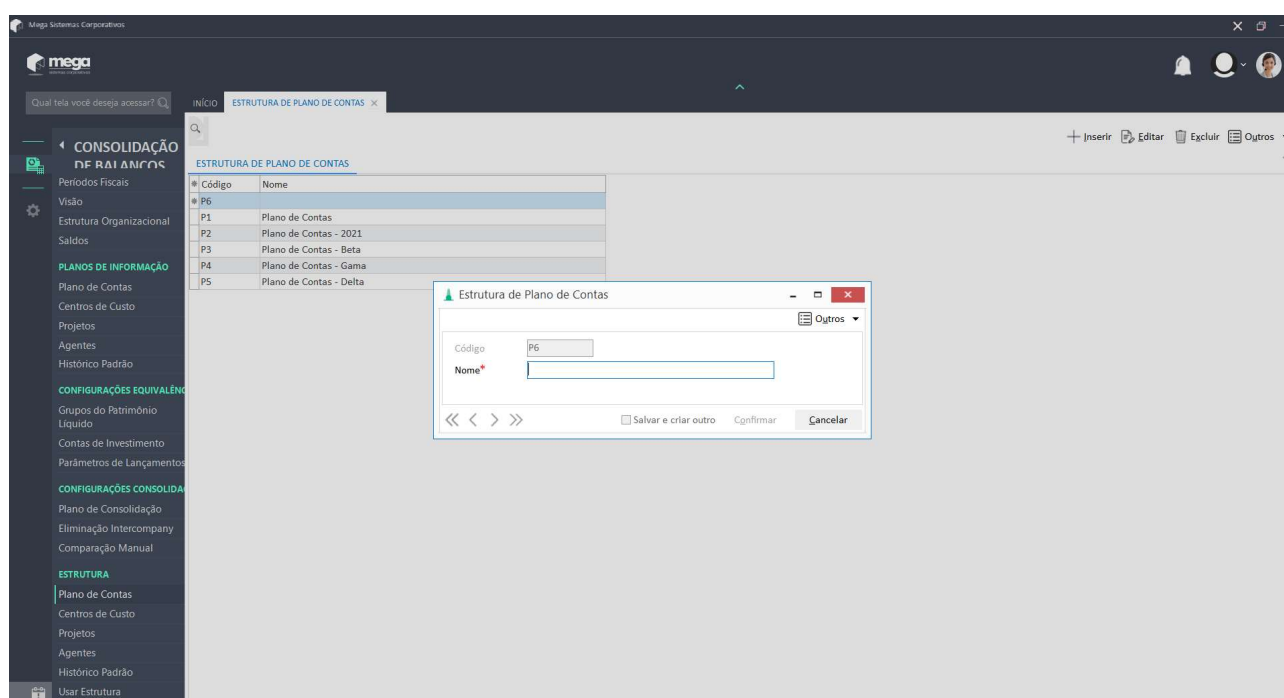 Mega Sistemas Corporativos
mega
Qual tela você deseja acessar?
INÍCIO
ESTRUTURA DE PLANO DE CONTAS
CONSOLIDAÇÃO
DE BALANÇOS
Inserir
Editar
Excluir
Outros
ESTRUTURA DE PLANO DE CONTAS
Código Nome
P6
P1 Plano de Contas
P2 Plano de Contas - 2021
P3 Plano de Contas - Beta
P4 Plano de Contas - Gama
P5 Plano de Contas - Delta
Períodos Fiscais
Visão
Estrutura Organizacional
Saldos
PLANOS DE INFORMAÇÃO
Plano de Contas
Centros de Custo
Projetos
Agentes
Histórico Padrão
CONFIGURAÇÕES EQUIVALÊNC
Grupos do Patrimônio
Líquido
Contas de Investimento
Parâmetros de Lançamentos
CONFIGURAÇÕES CONSOLIDA
Plano de Consolidação
Eliminação Intercompany
Comparação Manual
ESTRUTURA
Plano de Contas
Centros de Custo
Projetos
Agentes
Histórico Padrão
Usar Estrutura
Estrutura de Plano de Contas
Outros
Código P6
Nome*
Salvar e criar outro
Confirmar
Cancelar